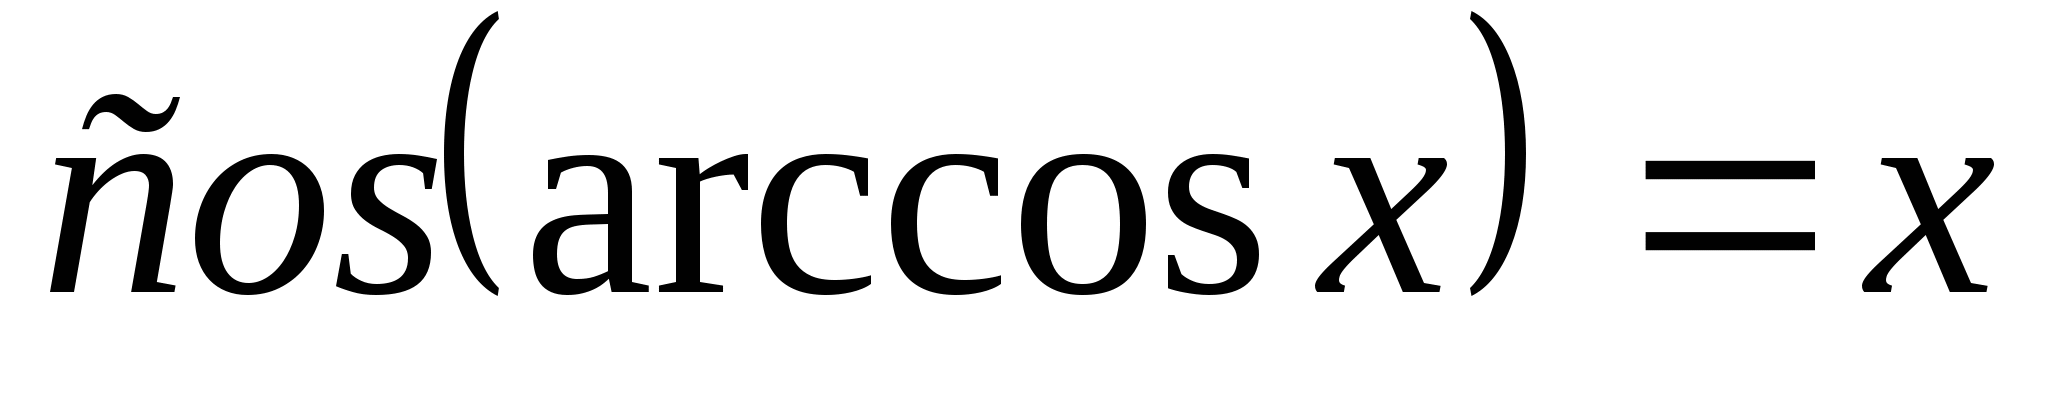 ños(arccos x) = x